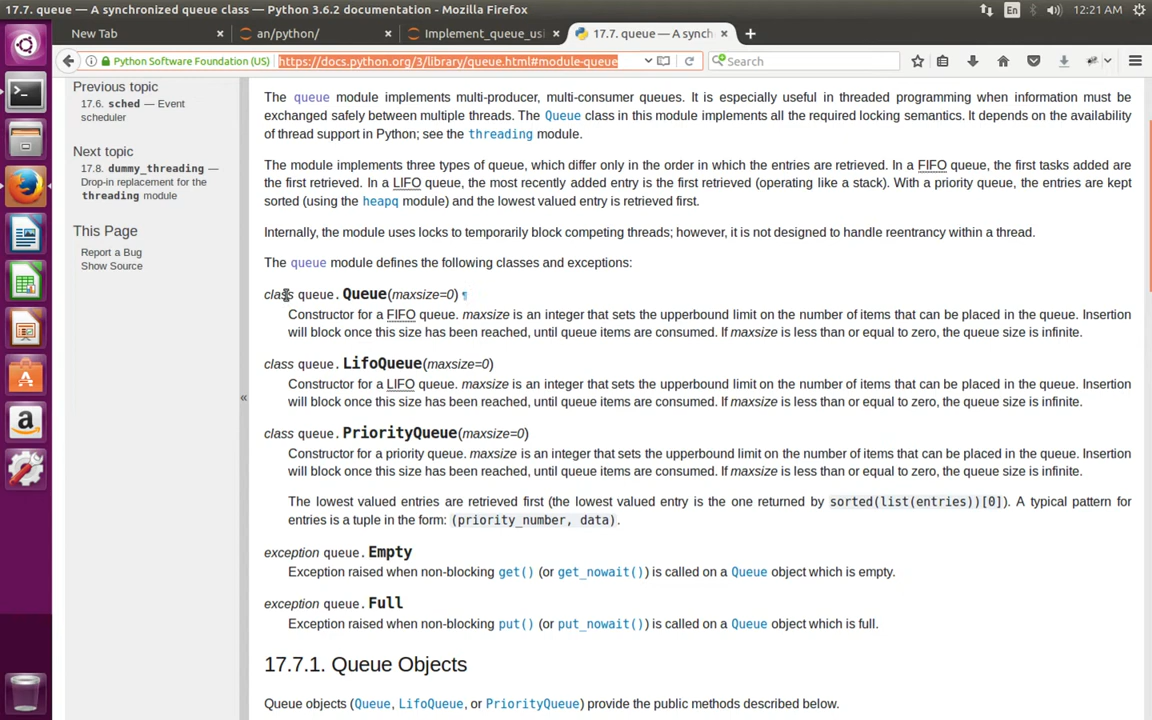 17.7. queue — A synchronized queue class — Python 3.6.2 documentation - Mozilla Firefox
En
12:21 AM
New Tab
an/python/
Implement_queue_usi
17.7. queue — A synch
Python Software Foundation (US)
https://docs.python.org/3/library/queue.html#module-queue
Search
Previous topic
17.6. sched — Event
scheduler
Next topic
17.8. dummy_threading —
Drop-in replacement for the
threading module
This Page
Report a Bug
Show Source
«
The queue module implements multi-producer, multi-consumer queues. It is especially useful in threaded programming when information must be
exchanged safely between multiple threads. The Queue class in this module implements all the required locking semantics. It depends on the availability
of thread support in Python; see the threading module.
The module implements three types of queue, which differ only in the order in which the entries are retrieved. In a FIFO queue, the first tasks added are
the first retrieved. In a LIFO queue, the most recently added entry is the first retrieved (operating like a stack). With a priority queue, the entries are kept
sorted (using the heapq module) and the lowest valued entry is retrieved first.
Internally, the module uses locks to temporarily block competing threads; however, it is not designed to handle reentrancy within a thread.
The queue module defines the following classes and exceptions:
class queue.Queue(maxsize=0) ¶
Constructor for a FIFO queue. maxsize is an integer that sets the upperbound limit on the number of items that can be placed in the queue. Insertion
will block once this size has been reached, until queue items are consumed. If maxsize is less than or equal to zero, the queue size is infinite.
class queue.LifoQueue(maxsize=0)
Constructor for a LIFO queue. maxsize is an integer that sets the upperbound limit on the number of items that can be placed in the queue. Insertion
will block once this size has been reached, until queue items are consumed. If maxsize is less than or equal to zero, the queue size is infinite.
class queue.PriorityQueue(maxsize=0)
Constructor for a priority queue. maxsize is an integer that sets the upperbound limit on the number of items that can be placed in the queue. Insertion
will block once this size has been reached, until queue items are consumed. If maxsize is less than or equal to zero, the queue size is infinite.
The lowest valued entries are retrieved first (the lowest valued entry is the one returned by sorted(list(entries))[0]). A typical pattern for
entries is a tuple in the form: (priority_number, data).
exception queue.Empty
Exception raised when non-blocking get() (or get_nowait()) is called on a Queue object which is empty.
exception queue.Full
Exception raised when non-blocking put() (or put_nowait()) is called on a Queue object which is full.
17.7.1. Queue Objects
Queue objects (Queue, LifoQueue, or PriorityQueue) provide the public methods described below.